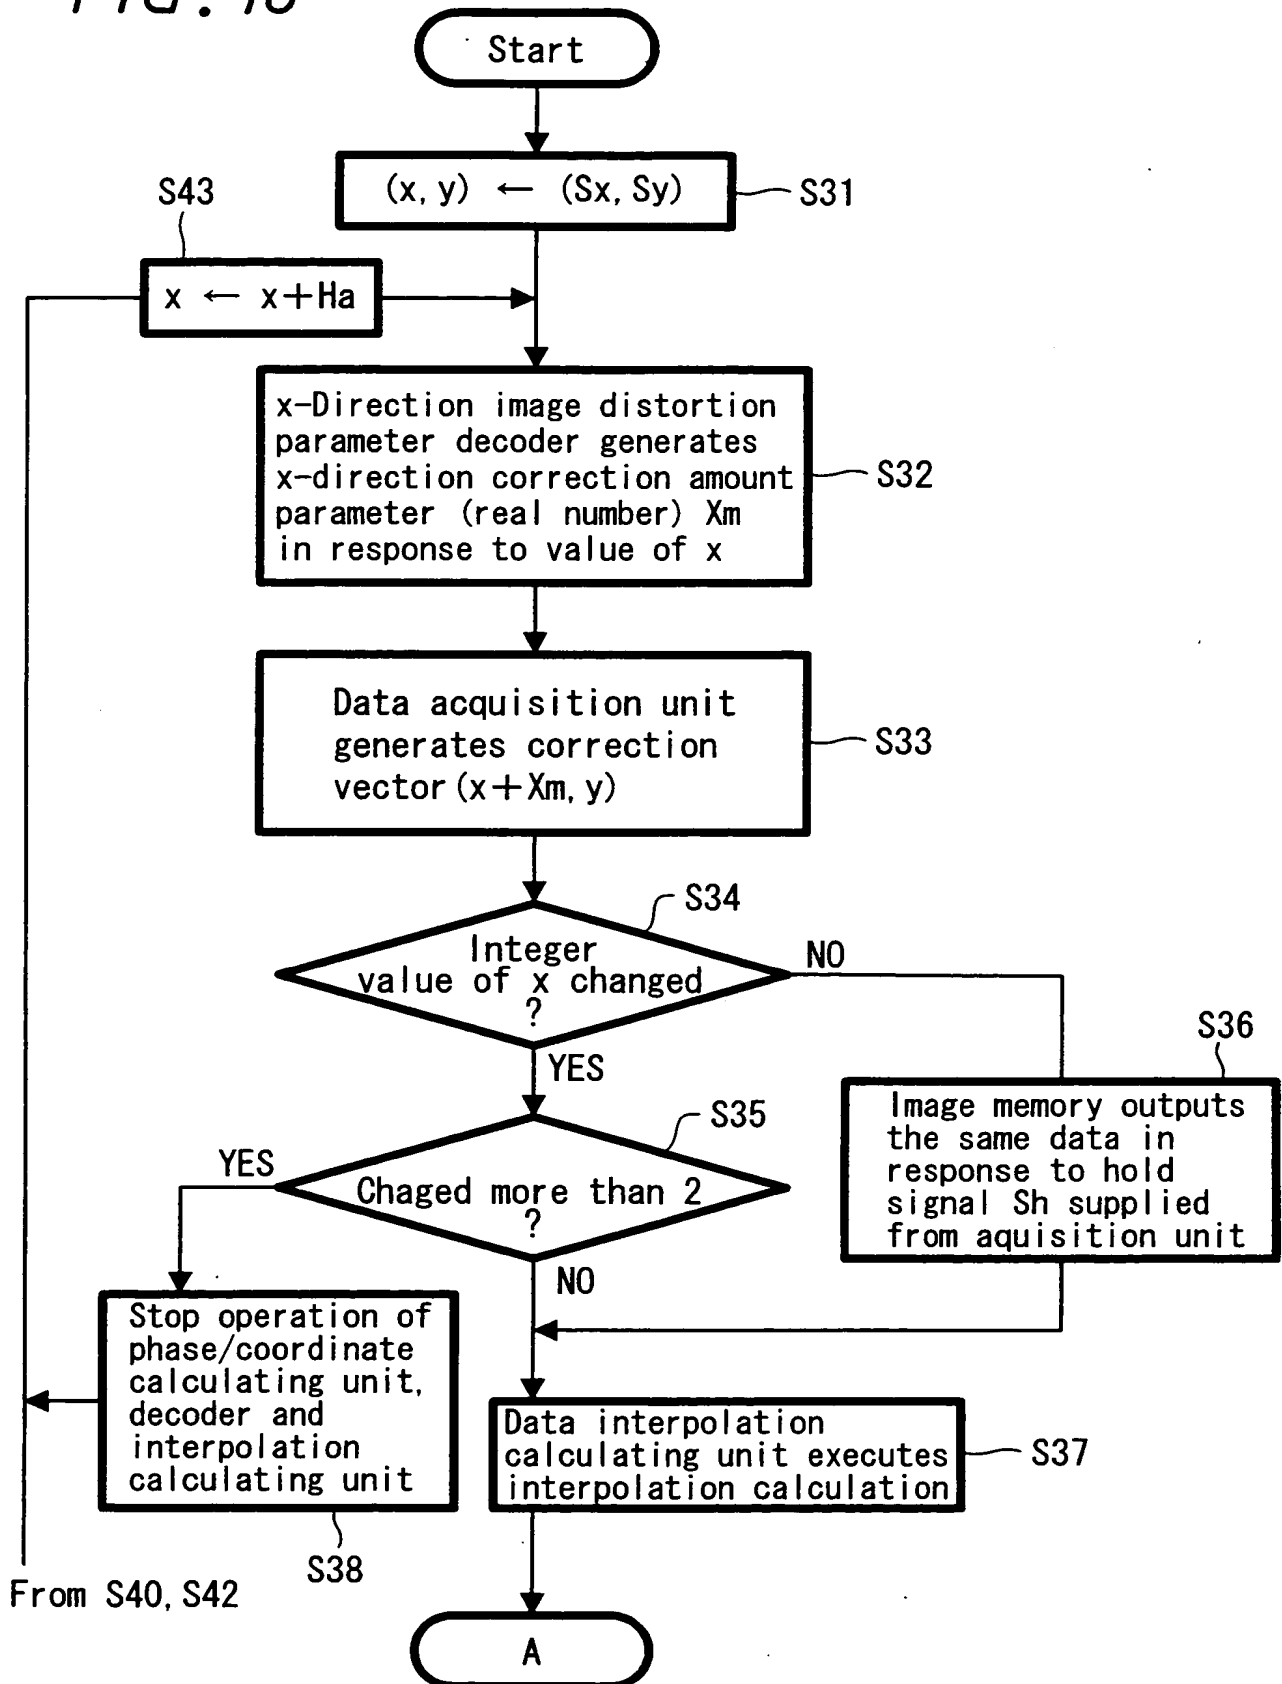 Start
(x, y) ← (Sx, Sy)
S31
S43
x ← x+Ha
x-Direction image distortion
parameter decoder generates
x-direction correction amount
parameter (real number) Xm
in response to value of x
S32
Data acquisition unit
generates correction
vector(x+Xm, y)
S33
S34
Integer
value of x changed
?
NO
YES
S36
Image memory outputs
the same data in
response to hold
signal Sh supplied
from aquisition unit
S35
YES
Chaged more than 2
?
NO
Stop operation of
phase/coordinate
calculating unit,
decoder and
interpolation
calculating unit
S38
Data interpolation
calculating unit executes
interpolation calculation
S37
From S40, S42
A